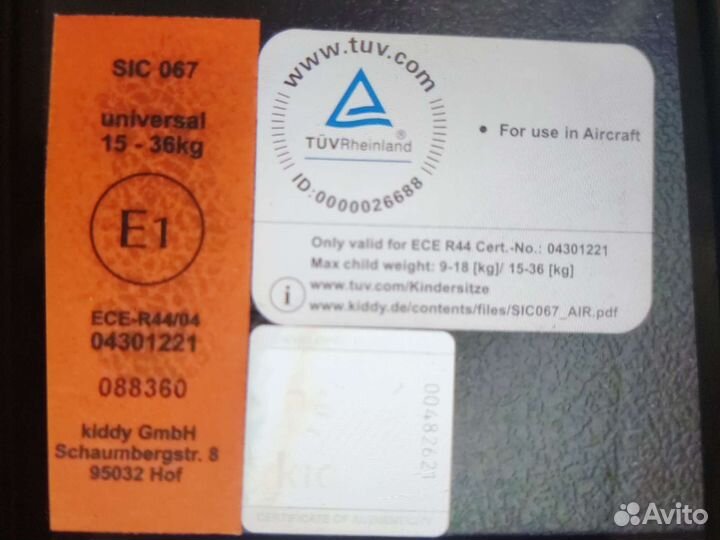 SIC 067
universal
15 - 36kg
E1
ECE-R44/04
04301221
088360
kiddy GmbH
Schaumbergstr. 8
95032 Hof
www.tuv.com
TÜVRheinland®
ID:0000026688
• For use in Aircraft
Only valid for ECE R44 Cert.-No.: 04301221
Max child weight: 9-18 [kg]/ 15-36 [kg]
i
www.tuv.com/Kindersitze
www.kiddy.de/contents/files/SIC067_AIR.pdf
00482621
CERTIFICATE OF AUTHENTICITY
Avito